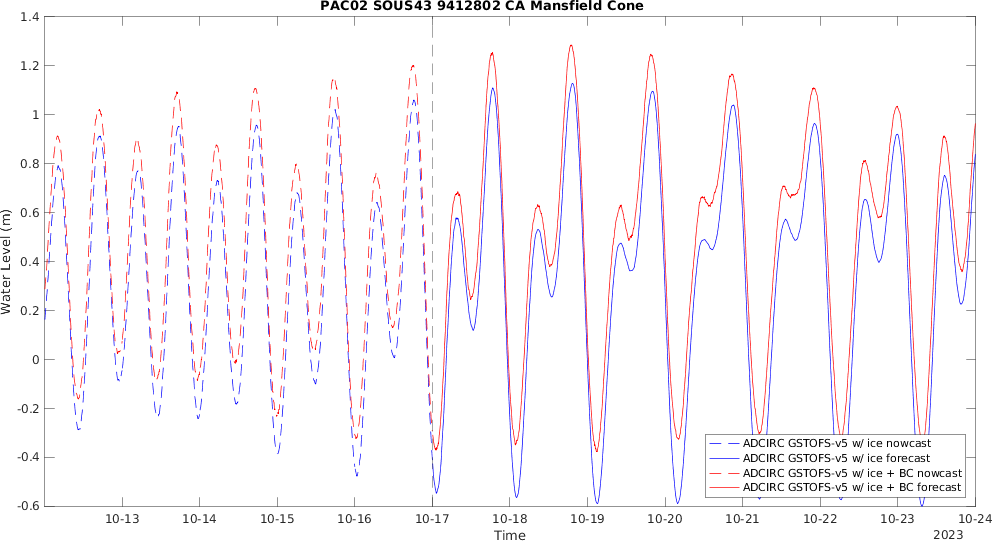 PAC02 SOUS43 9412802 CA Mansfield Cone
1.4
1.2
1
0.8
0.6
0.4
0.2
0
-0.2
-0.4
-0.6
Water Level (m)
ADCIRC GSTOFS-v5 w/ ice nowcast
ADCIRC GSTOFS-v5 w/ ice forecast
ADCIRC GSTOFS-v5 w/ ice + BC nowcast
ADCIRC GSTOFS-v5 w/ ice + BC forecast
10-13 10-14 10-15 10-16 10-17 10-18 10-19 10-20 10-21 10-22 10-23 10-24
Time
2023